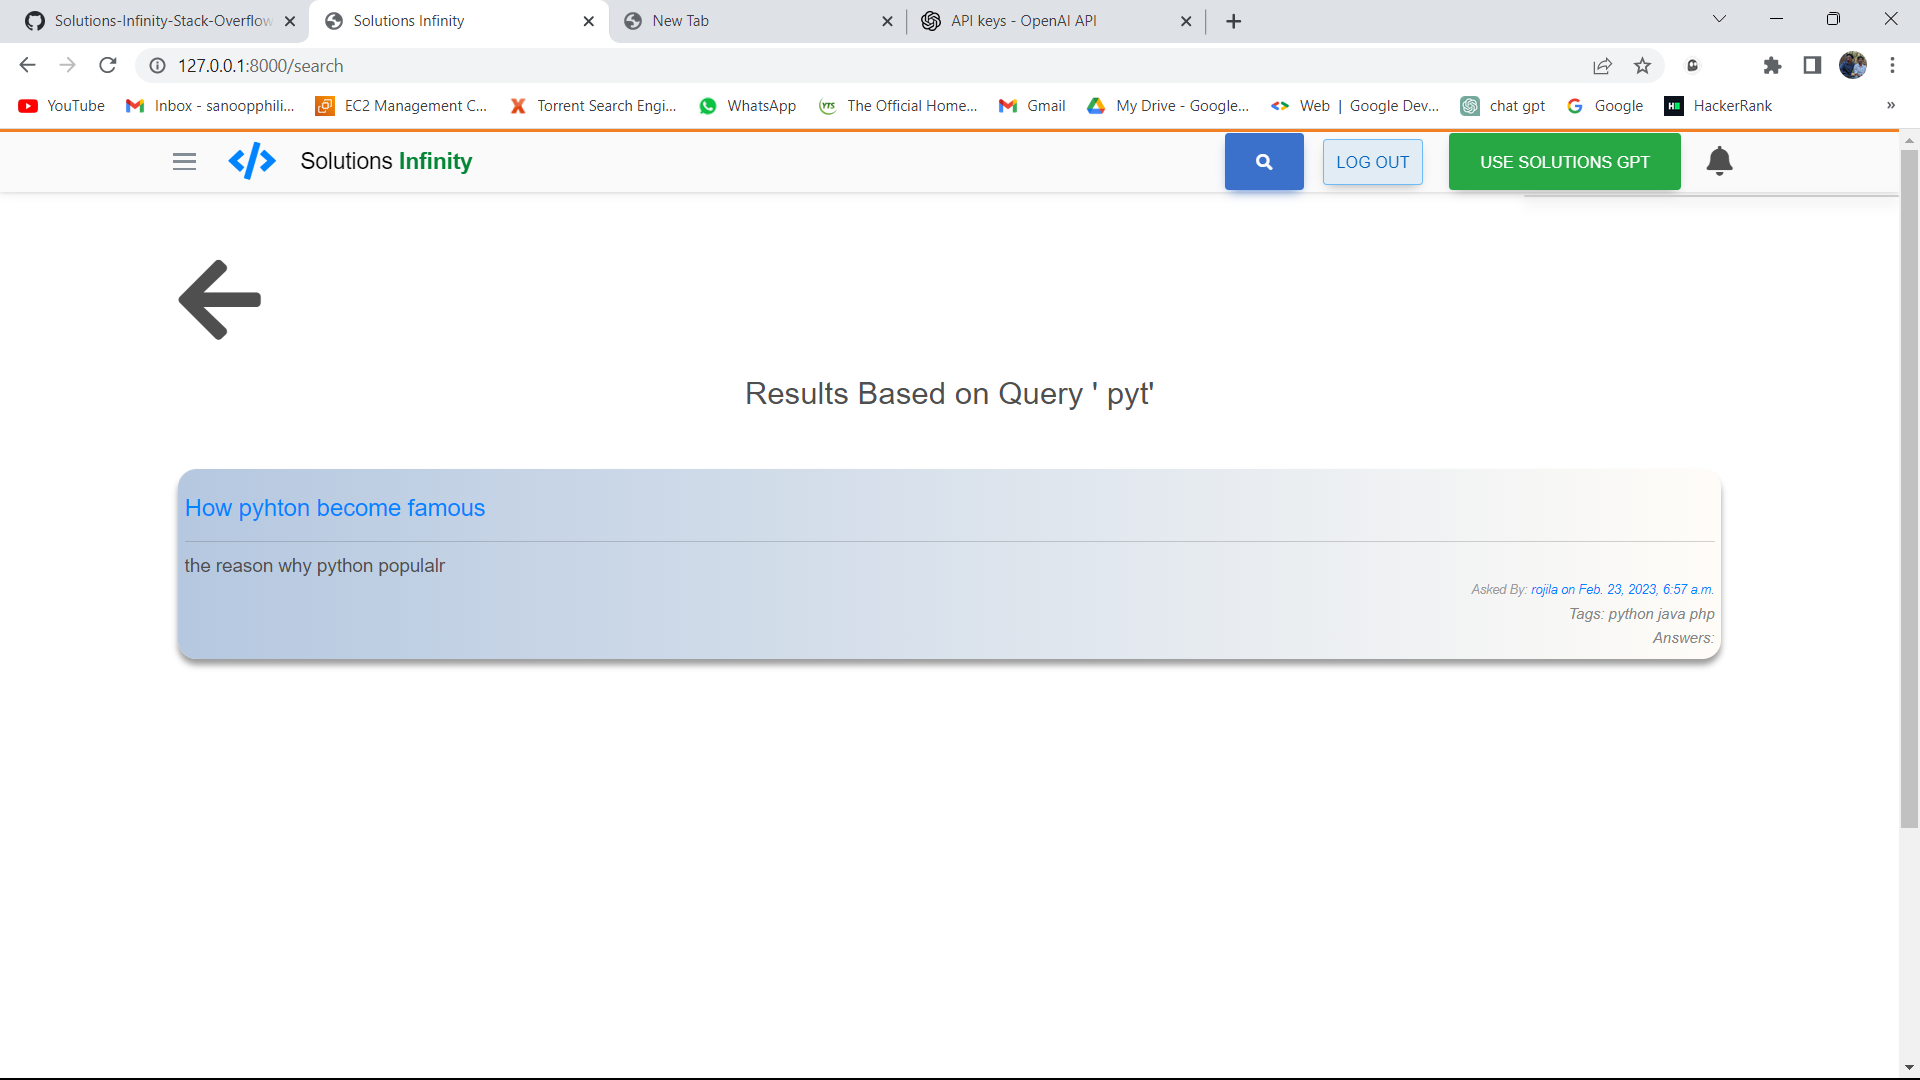 Solutions-Infinity-Stack-Overflow
Solutions Infinity
New Tab
API keys - OpenAI API
127.0.0.1:8000/search
YouTube
Inbox - sanoopphili...
EC2 Management C...
Torrent Search Engi...
WhatsApp
YTS
The Official Home...
Gmail
My Drive - Google...
Web | Google Dev...
chat gpt
Google
HackerRank
»
Solutions Infinity
LOG OUT
USE SOLUTIONS GPT
Results Based on Query ' pyt'
How pyhton become famous
the reason why python populalr
Asked By: rojila on Feb. 23, 2023, 6:57 a.m.
Tags: python java php
Answers: